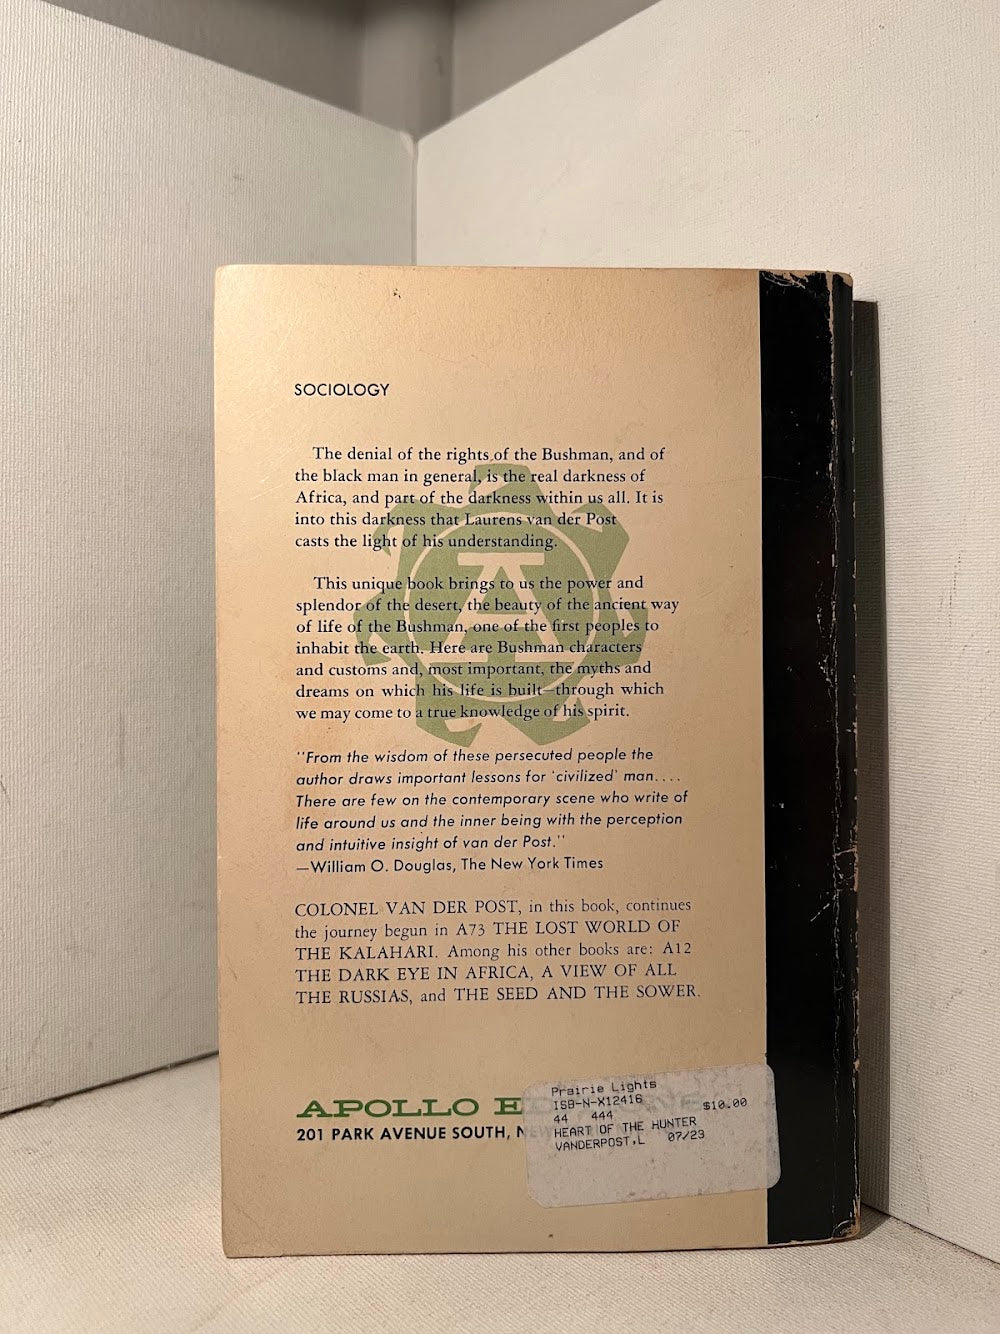 SOCIOLOGY
The denial of the rights of the Bushman, and of
the black man in general, is the real darkness of
Africa, and part of the darkness within us all. It is
into this darkness that Laurens van der Post
casts the light of his understanding.
This unique book brings to us the power and
splendor of the desert, the beauty of the ancient way
of life of the Bushman, one of the first peoples to
inhabit the earth. Here are Bushman characters
and customs and, most important, the myths and
dreams on which his life is built—through which
we may come to a true knowledge of his spirit.
"From the wisdom of these persecuted people the
author draws important lessons for 'civilized' man....
There are few on the contemporary scene who write of
life around us and the inner being with the perception
and intuitive insight of van der Post."
—William O. Douglas, The New York Times
COLONEL VAN DER POST, in this book, continues
the journey begun in A73 THE LOST WORLD OF
THE KALAHARI. Among his other books are: A12
THE DARK EYE IN AFRICA, A VIEW OF ALL
THE RUSSIAS, and THE SEED AND THE SOWER.
APOLLO
201 PARK AVENUE SOUTH,
Prairie Lights
ISB-N-X12416
44 444 $10.00
HEART OF THE HUNTER
VANDERPOST,L 07/23